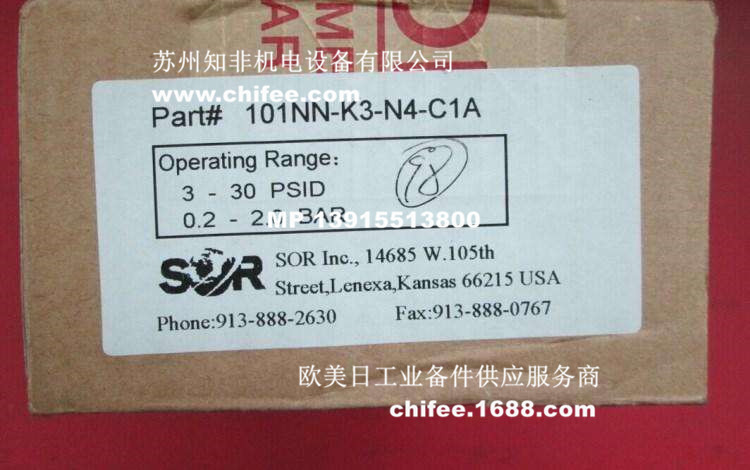 苏州知非机电设备有限公司
www.chifee.com
Part# 101NN-K3-N4-C1A
Operating Range:
98
3 - 30 PSID
0.2 - BAR
MP 13915513800
SOR
SOR Inc., 14685 W.105th
Street,Lenexa,Kansas 66215 USA
Phone:913-888-2630 Fax:913-888-0767
欧美日工业备件供应服务商
chifee.1688.com